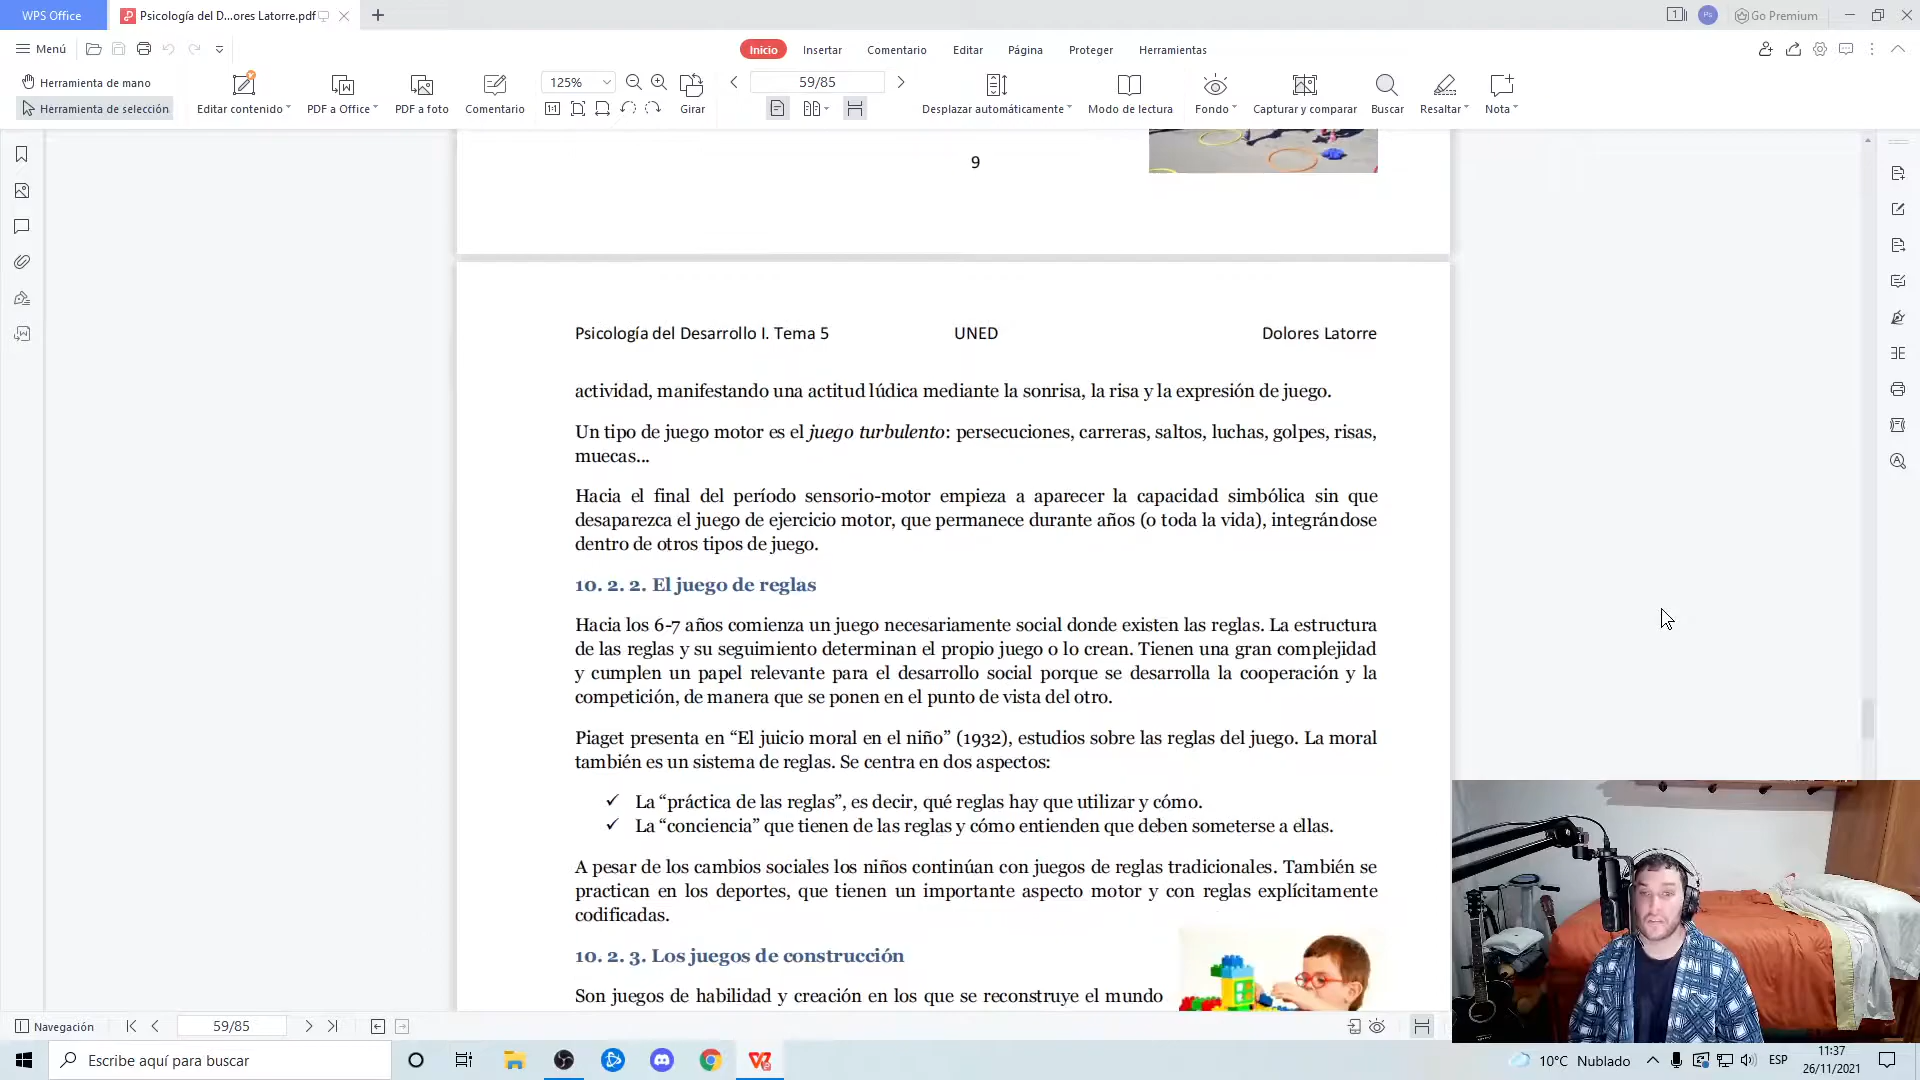 WPS Office
Psicología del D...ores Latorre.pdf
Go Premium
Menú
Inicio
Insertar
Comentario
Editar
Página
Proteger
Herramientas
Herramienta de mano
Herramienta de selección
Editar contenido
PDF a Office
PDF a foto
Comentario
125%
Girar
59/85
Desplazar automáticamente
Modo de lectura
Fondo
Capturar y comparar
Buscar
Resaltar
Nota
9
Psicología del Desarrollo I. Tema 5 UNED Dolores Latorre
actividad, manifestando una actitud lúdica mediante la sonrisa, la risa y la expresión de juego.
Un tipo de juego motor es el juego turbulento: persecuciones, carreras, saltos, luchas, golpes, risas,
muecas...
Hacia el final del período sensorio-motor empieza a aparecer la capacidad simbólica sin que
desaparezca el juego de ejercicio motor, que permanece durante años (o toda la vida), integrándose
dentro de otros tipos de juego.
10. 2. 2. El juego de reglas
Hacia los 6-7 años comienza un juego necesariamente social donde existen las reglas. La estructura
de las reglas y su seguimiento determinan el propio juego o lo crean. Tienen una gran complejidad
y cumplen un papel relevante para el desarrollo social porque se desarrolla la cooperación y la
competición, de manera que se ponen en el punto de vista del otro.
Piaget presenta en “El juicio moral en el niño” (1932), estudios sobre las reglas del juego. La moral
también es un sistema de reglas. Se centra en dos aspectos:
✓ La “práctica de las reglas”, es decir, qué reglas hay que utilizar y cómo.
✓ La “conciencia” que tienen de las reglas y cómo entienden que deben someterse a ellas.
A pesar de los cambios sociales los niños continúan con juegos de reglas tradicionales. También se
practican en los deportes, que tienen un importante aspecto motor y con reglas explícitamente
codificadas.
10. 2. 3. Los juegos de construcción
Son juegos de habilidad y creación en los que se reconstruye el mundo
Navegación
59/85
Escribe aquí para buscar
10°C Nublado
ESP
11:37
26/11/2021